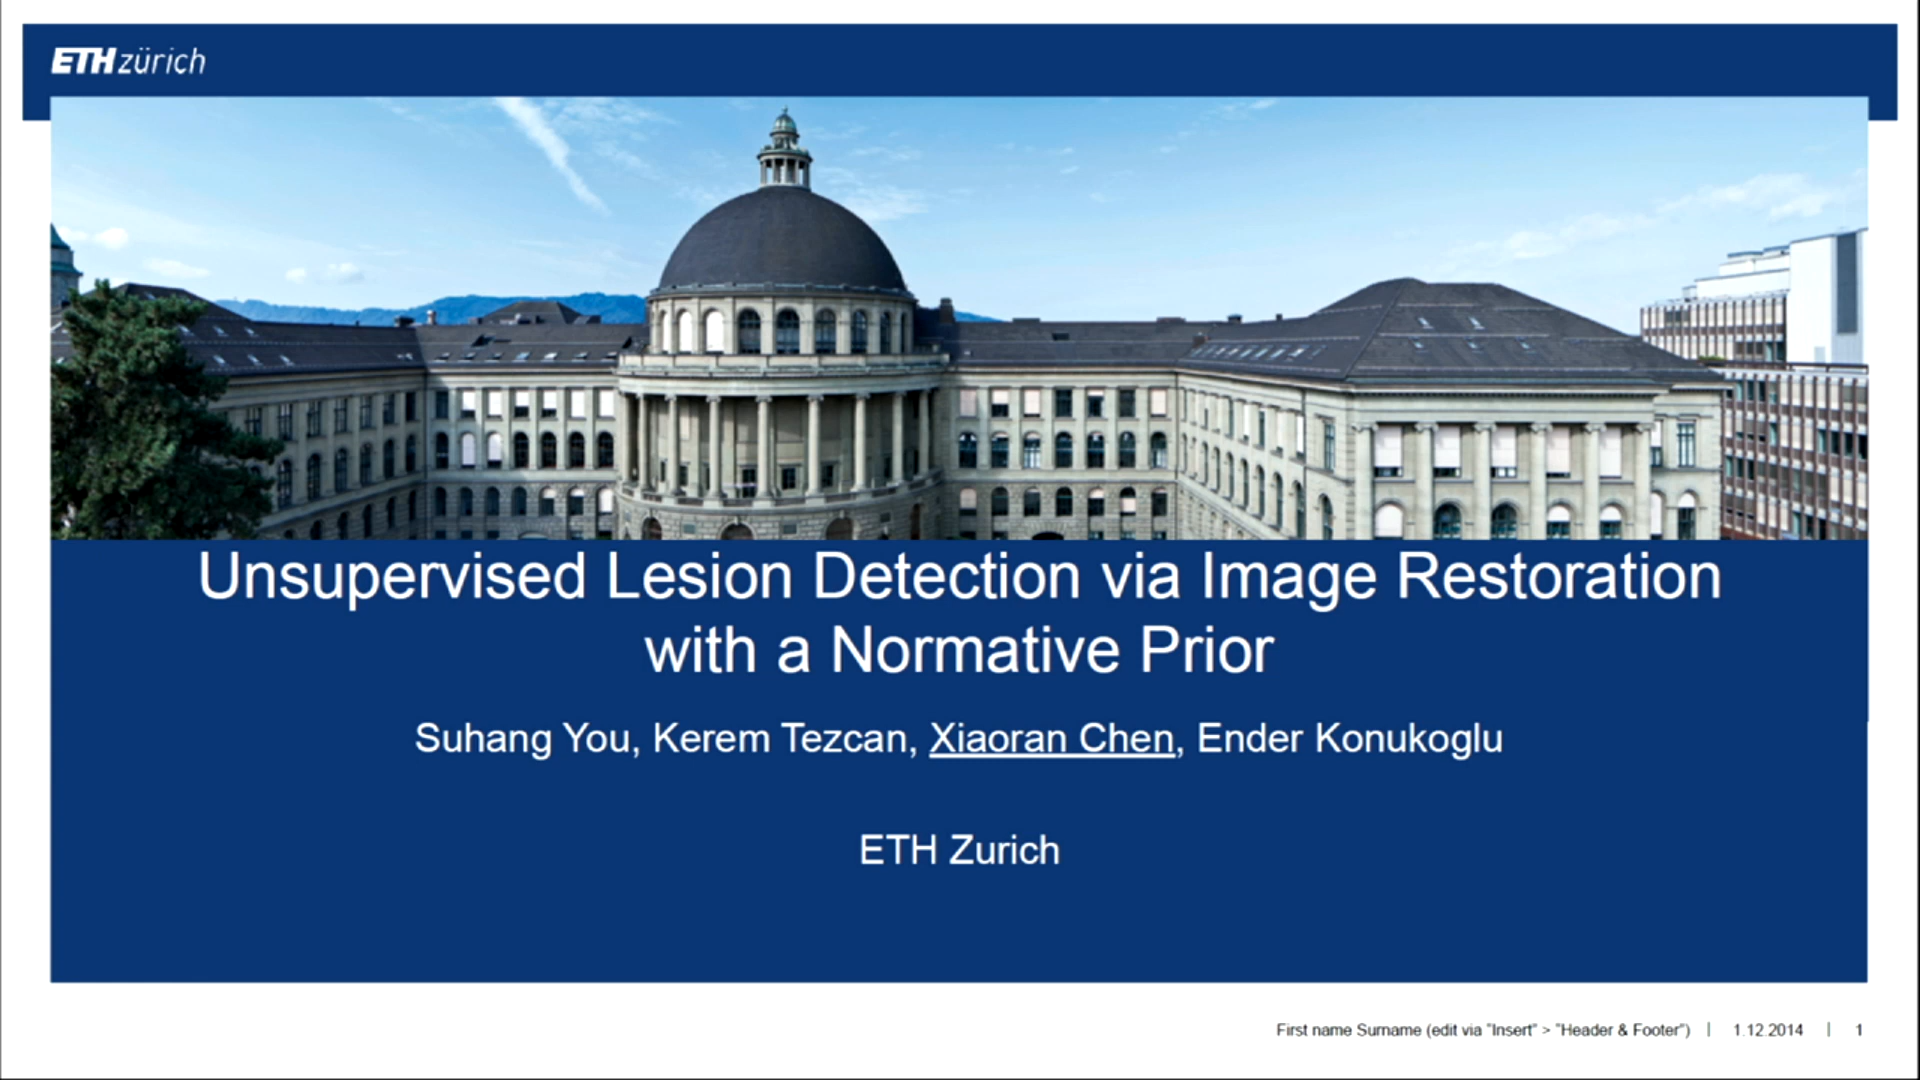 ETH zürich
Unsupervised Lesion Detection via Image Restoration
with a Normative Prior
Suhang You, Kerem Tezcan, Xiaoran Chen, Ender Konukoglu
ETH Zurich
First name Surname (edit via "Insert" > "Header & Footer") | 1.12.2014 | 1